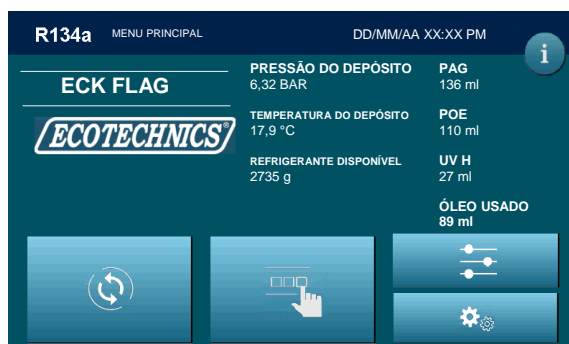 R134a MENU PRINCIPAL DD/MM/AA XX:XX PM
i
ECK FLAG
ECOTECHNICS
PRESSÃO DO DEPÓSITO
6,32 BAR
TEMPERATURA DO DEPÓSITO
17,9 °C
REFRIGERANTE DISPONÍVEL
2735 g
PAG
136 ml
POE
110 ml
UV H
27 ml
ÓLEO USADO
89 ml